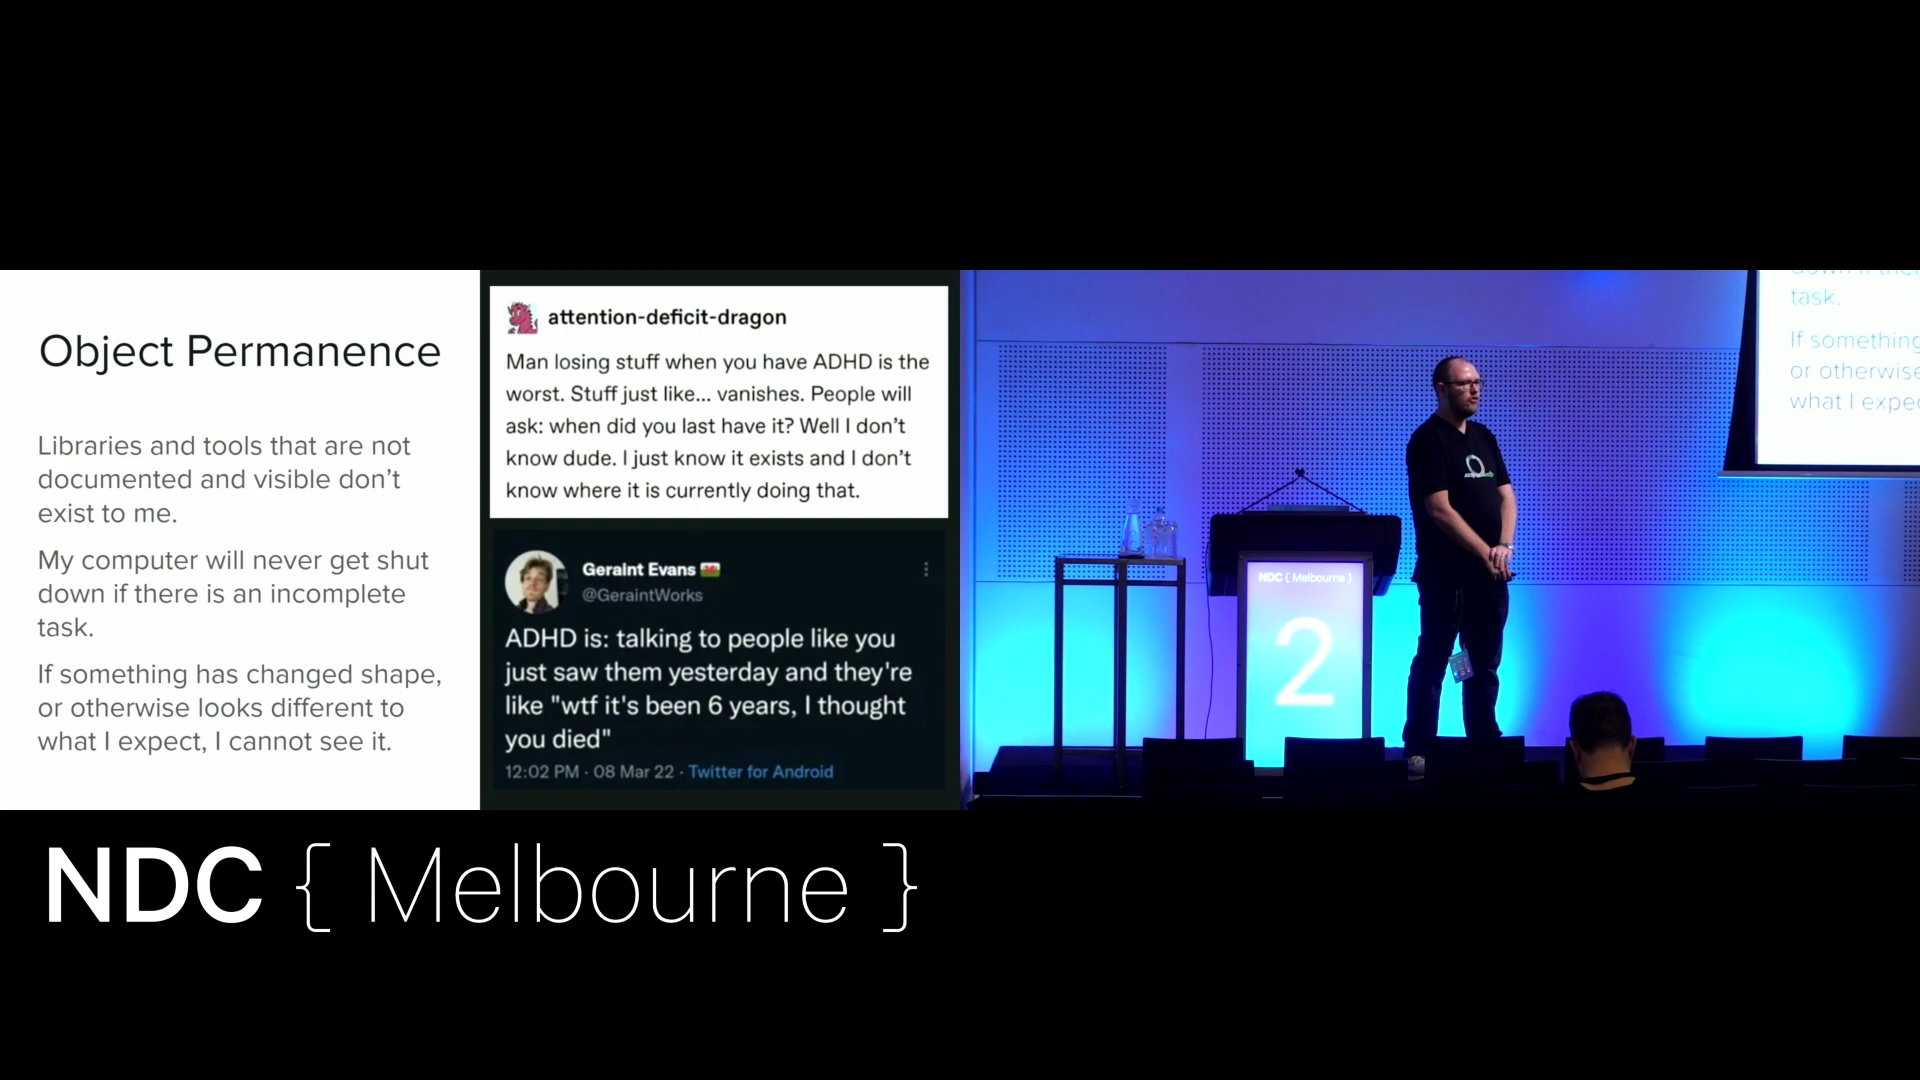 Object Permanence
Libraries and tools that are not
documented and visible don’t
exist to me.
My computer will never get shut
down if there is an incomplete
task.
If something has changed shape,
or otherwise looks different to
what I expect, I cannot see it.
attention-deficit-dragon
Man losing stuff when you have ADHD is the
worst. Stuff just like... vanishes. People will
ask: when did you last have it? Well I don’t
know dude. I just know it exists and I don’t
know where it is currently doing that.
Geraint Evans
@GeraintWorks
ADHD is: talking to people like you
just saw them yesterday and they're
like "wtf it's been 6 years, I thought
you died"
12:02 PM · 08 Mar 22 · Twitter for Android
NDC { Melbourne }
2
task.
If something
or otherwise
what I expec
NDC { Melbourne }